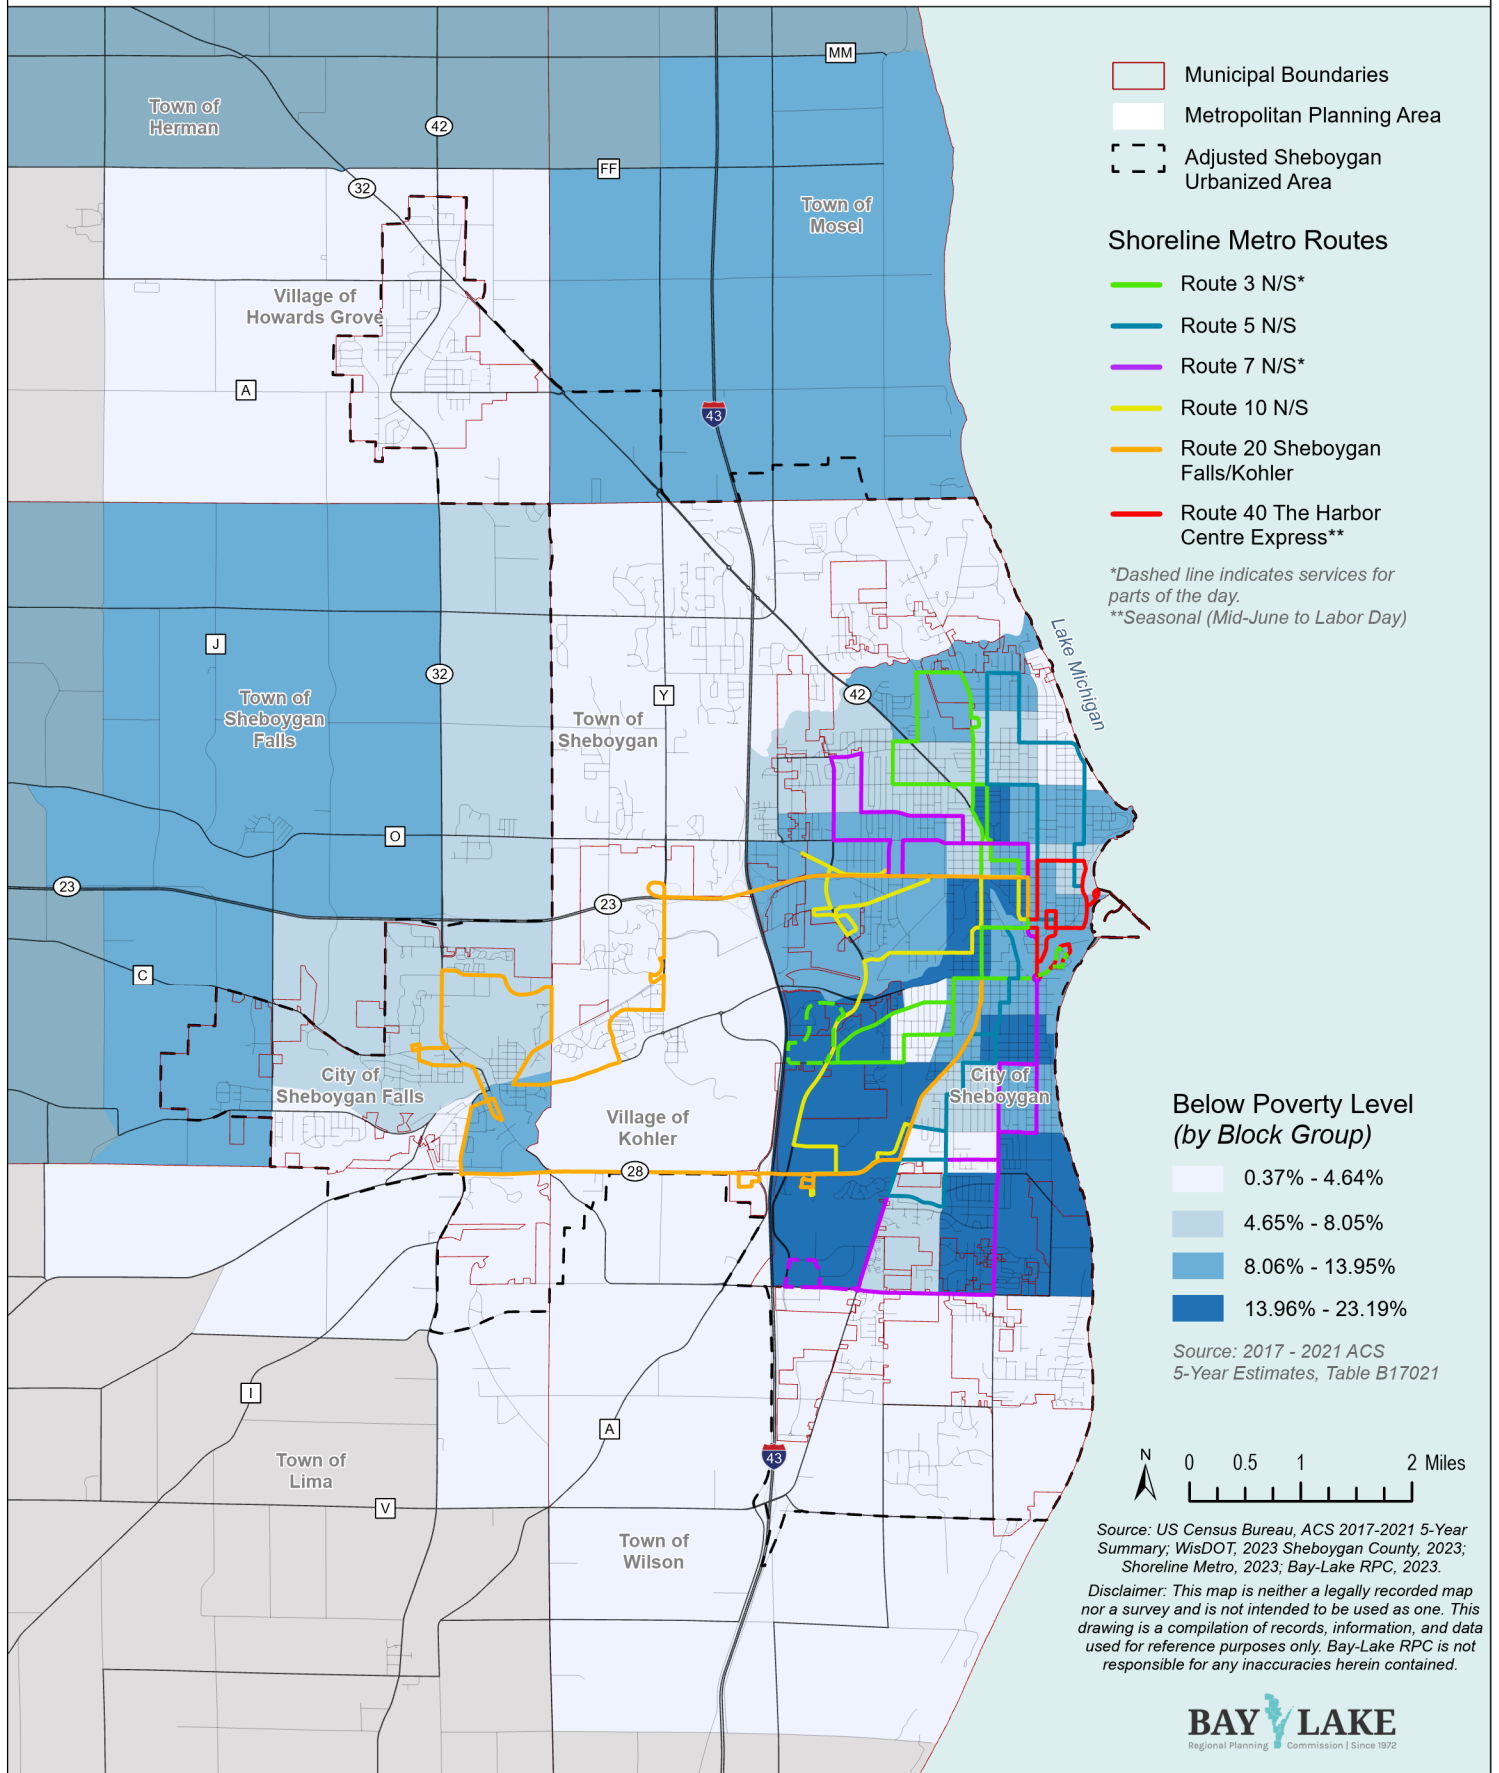 MM
Town of
Herman
42
FF
32
Town of
Mosel
Village of
Howards Grove
A
43
J
32
Town of
Sheboygan
Falls
Town of
Sheboygan
Y
42
Lake Michigan
O
23
23
C
City of
Sheboygan Falls
City of
Sheboygan
Village of
Kohler
28
I
A
43
Town of
Lima
V
Town of
Wilson
Municipal Boundaries
Metropolitan Planning Area
Adjusted Sheboygan
Urbanized Area
Shoreline Metro Routes
Route 3 N/S*
Route 5 N/S
Route 7 N/S*
Route 10 N/S
Route 20 Sheboygan
Falls/Kohler
Route 40 The Harbor
Centre Express**
*Dashed line indicates services for
parts of the day.
**Seasonal (Mid-June to Labor Day)
Below Poverty Level
(by Block Group)
0.37% - 4.64%
4.65% - 8.05%
8.06% - 13.95%
13.96% - 23.19%
Source: 2017 - 2021 ACS
5-Year Estimates, Table B17021
N
0 0.5 1 2 Miles
Source: US Census Bureau, ACS 2017-2021 5-Year
Summary; WisDOT, 2023 Sheboygan County, 2023;
Shoreline Metro, 2023; Bay-Lake RPC, 2023.
Disclaimer: This map is neither a legally recorded map
nor a survey and is not intended to be used as one. This
drawing is a compilation of records, information, and data
used for reference purposes only. Bay-Lake RPC is not
responsible for any inaccuracies herein contained.
BAY LAKE
Regional Planning Commission | Since 1972